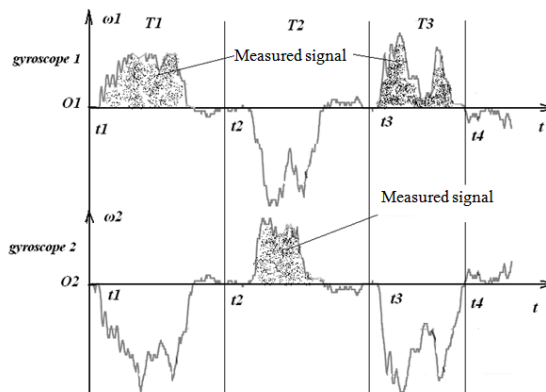 ω1 T1 T2 T3
gyroscope 1
Measured signal
O1
t1 t2 t3 t4 t
Measured signal
ω2
gyroscope 2
O2
t1 t2 t3 t4 t